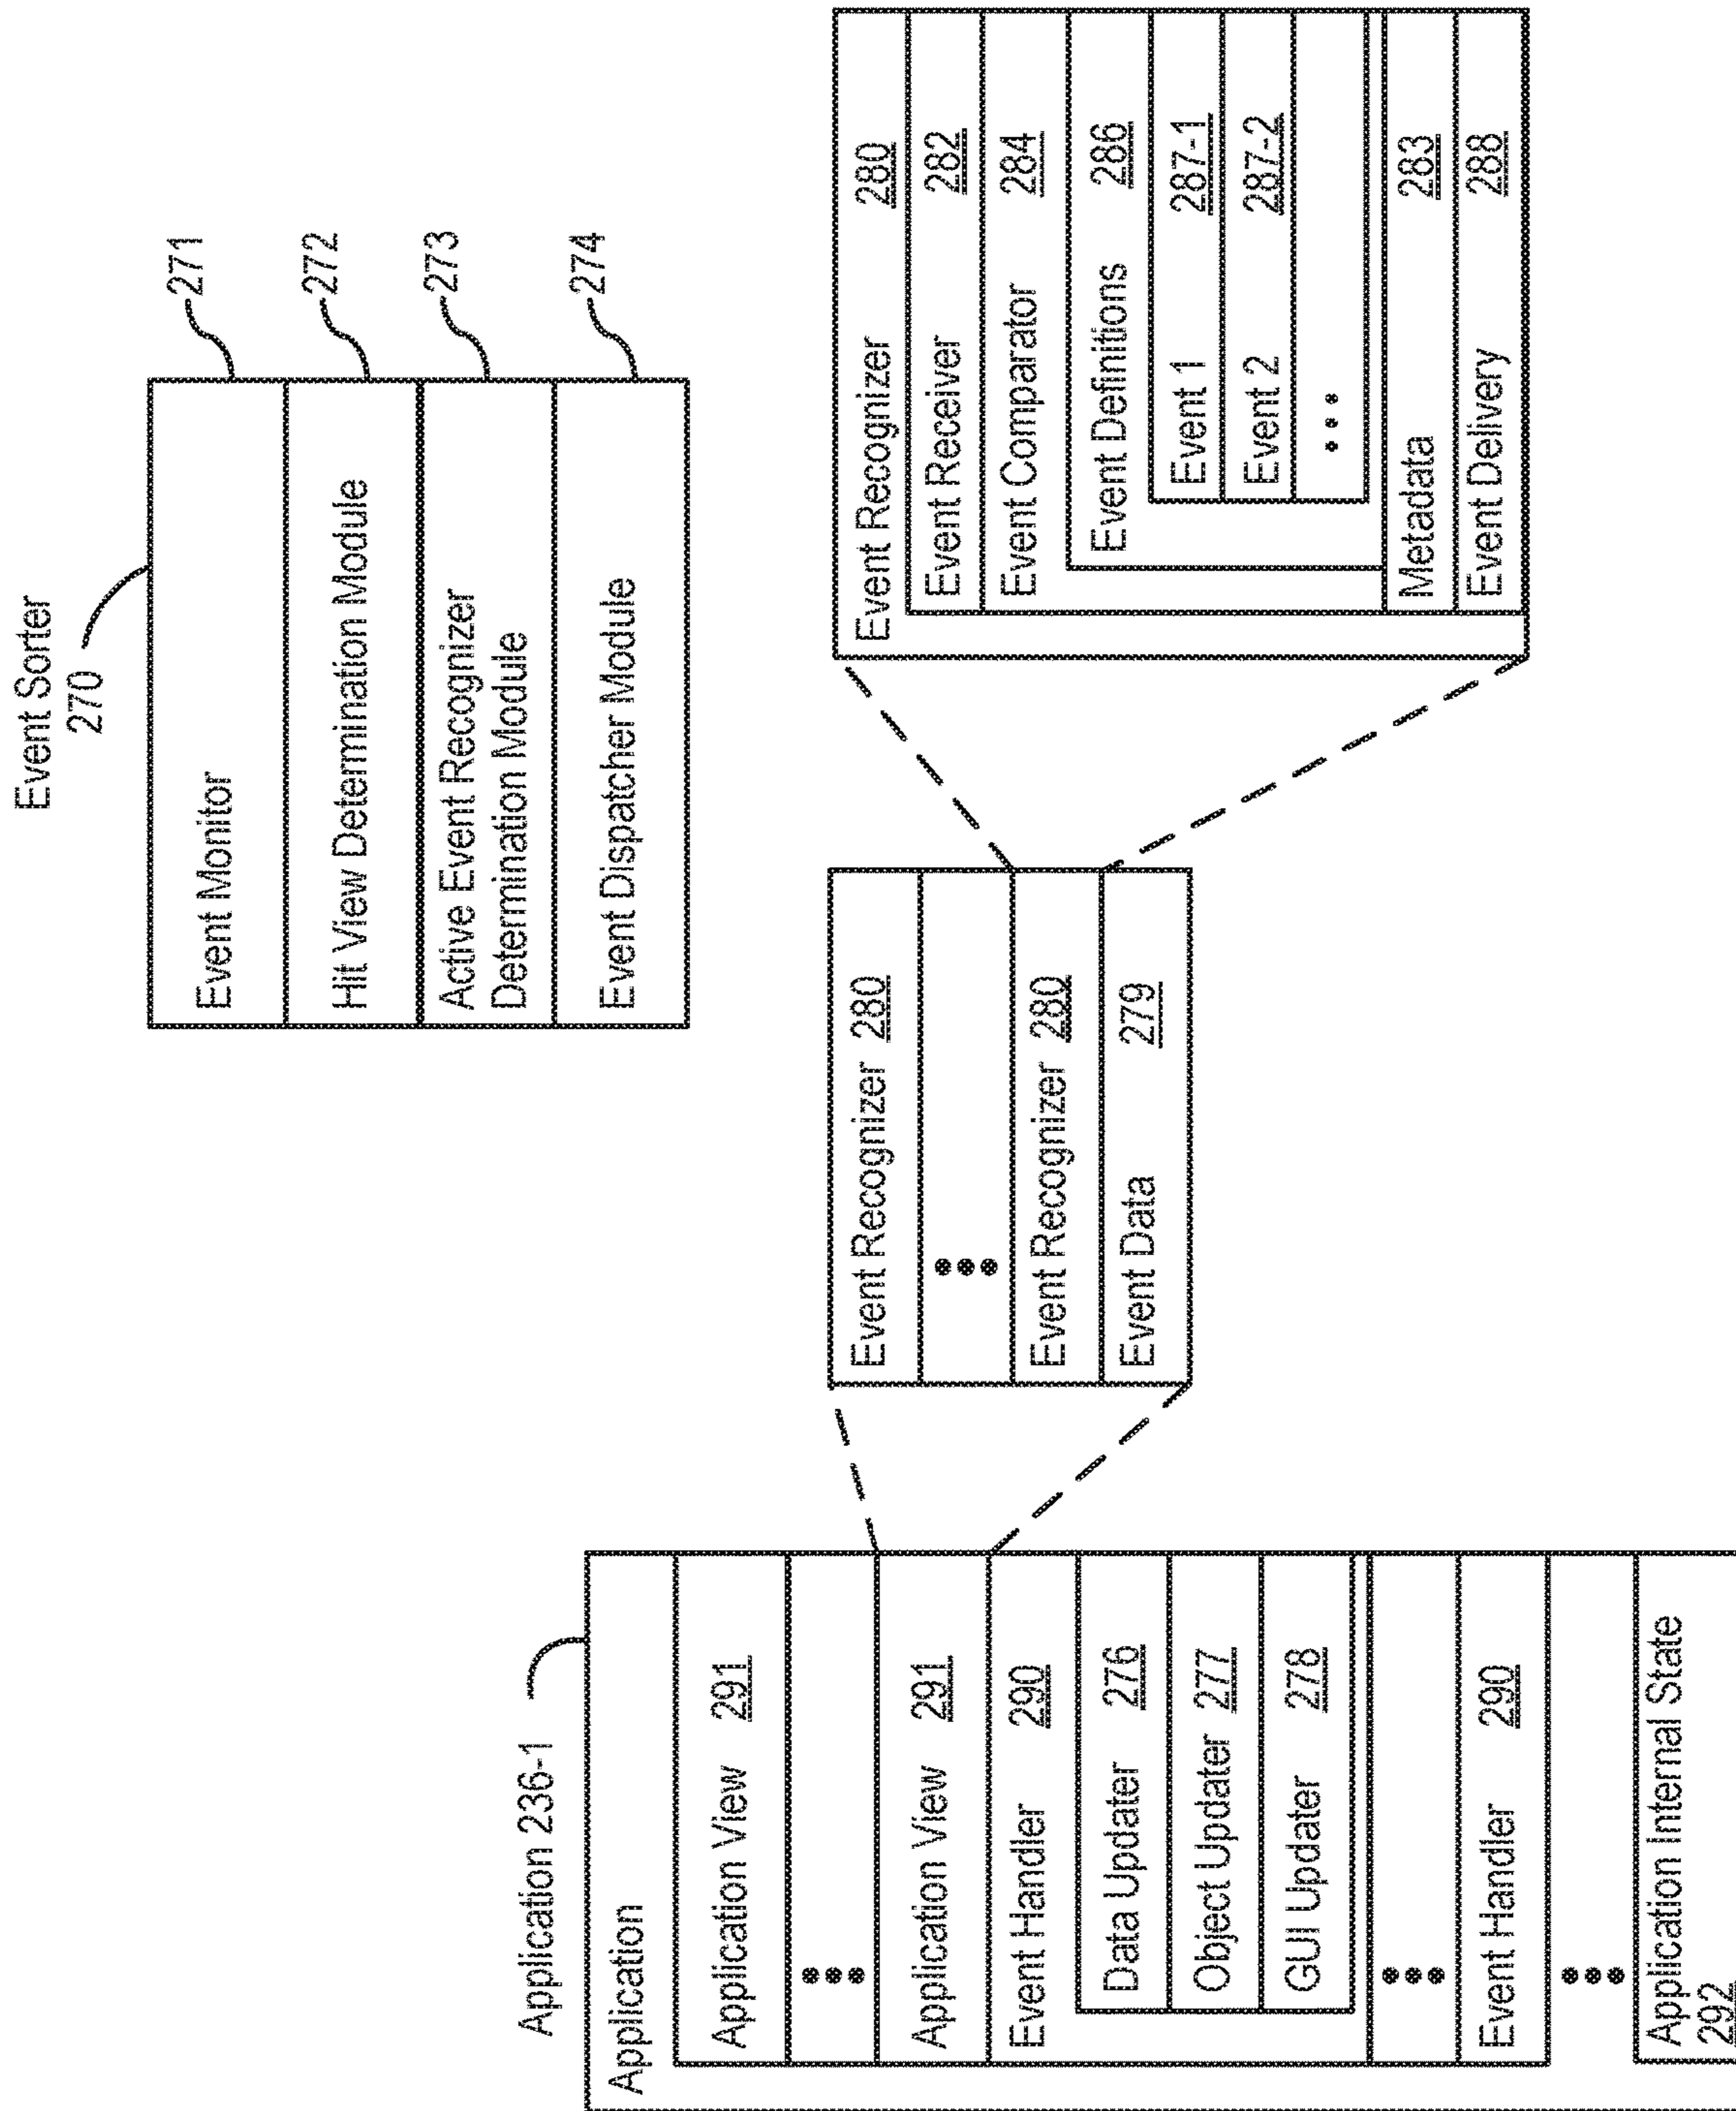 Event Sorter
270
Event Monitor
271
Hit View Determination Module
272
Active Event Recognizer
Determination Module
273
Event Dispatcher Module
274
Application 236-1
Application
Application View 291
•••
Application View 291
Event Handler 290
Data Updater 276
Object Updater 277
GUI Updater 278
•••
Event Handler 290
•••
Application Internal State
292
Event Recognizer 280
•••
Event Recognizer 280
Event Data 279
Event Recognizer 280
Event Receiver 282
Event Comparator 284
Event Definitions 286
Event 1 287-1
Event 2 287-2
•••
Metadata 283
Event Delivery 288